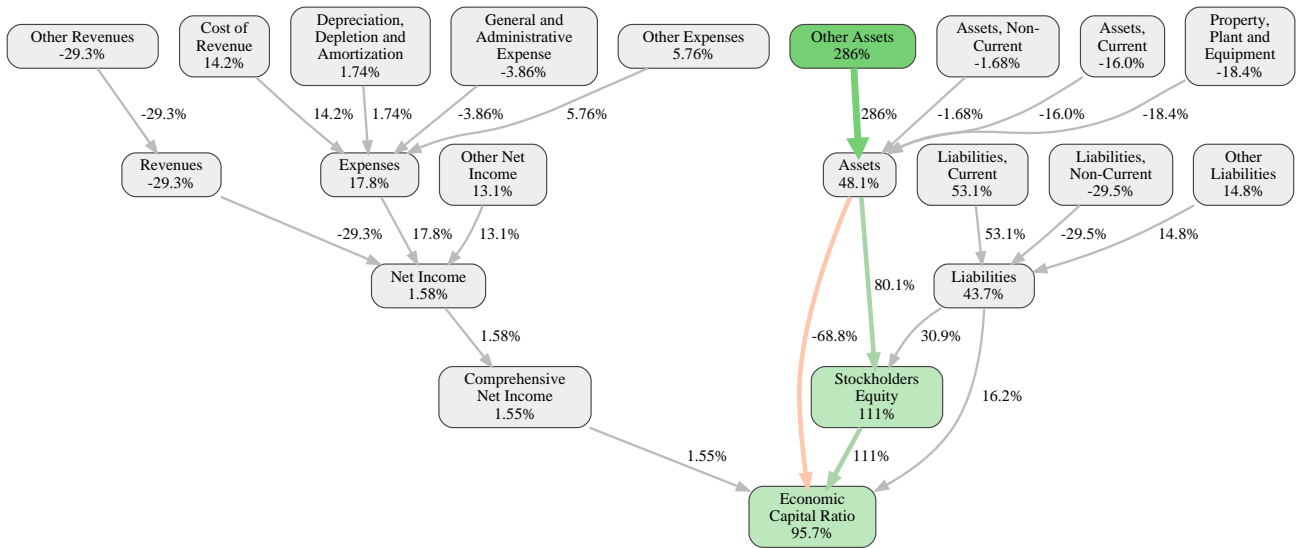 Other Revenues
-29.3%
Cost of
Revenue
14.2%
Depreciation,
Depletion and
Amortization
1.74%
General and
Administrative
Expense
-3.86%
Other Expenses
5.76%
Other Assets
286%
Assets, Non-
Current
-1.68%
Assets,
Current
-16.0%
Property,
Plant and
Equipment
-18.4%
-29.3%
14.2%
1.74%
-3.86%
5.76%
286%
-1.68%
-16.0%
-18.4%
Revenues
-29.3%
Expenses
17.8%
Other Net
Income
13.1%
Assets
48.1%
Liabilities,
Current
53.1%
Liabilities,
Non-Current
-29.5%
Other
Liabilities
14.8%
-29.3%
17.8%
13.1%
53.1%
-29.5%
14.8%
Net Income
1.58%
80.1%
Liabilities
43.7%
1.58%
-68.8%
30.9%
Comprehensive
Net Income
1.55%
Stockholders
Equity
111%
16.2%
1.55%
111%
Economic
Capital Ratio
95.7%